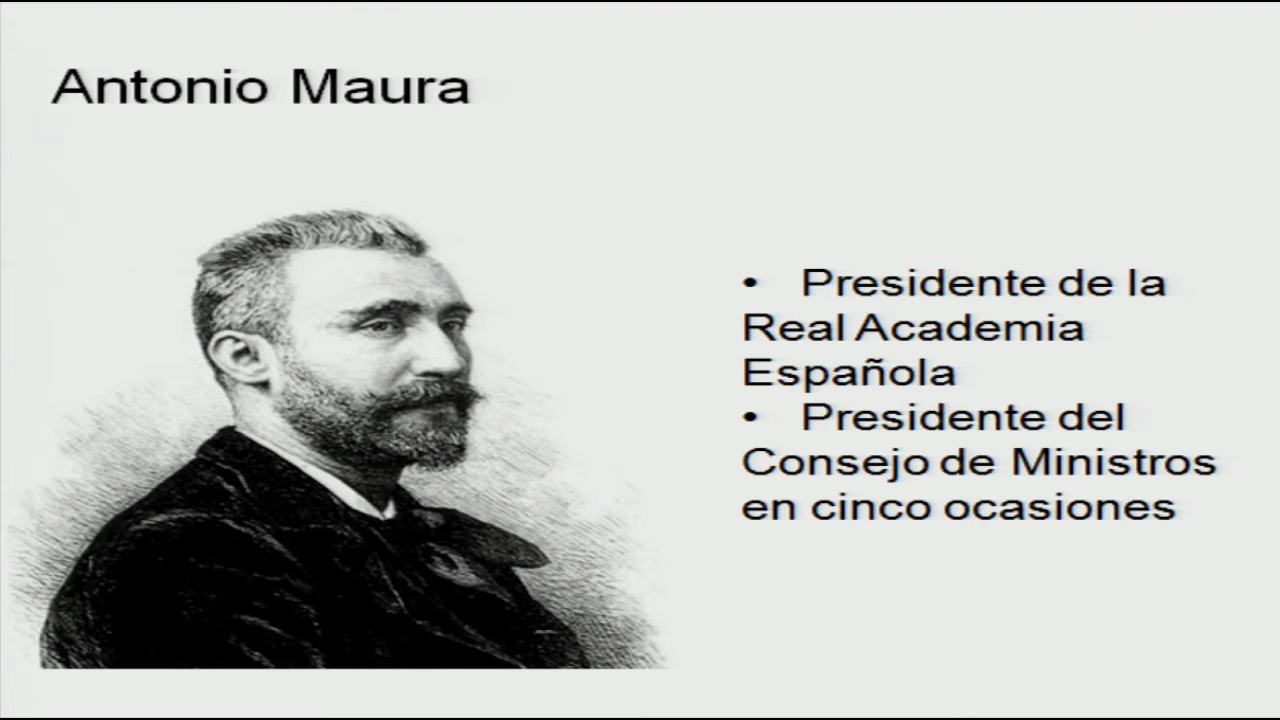 Antonio Maura
• Presidente de la
Real Academia
Española
• Presidente del
Consejo de Ministros
en cinco ocasiones